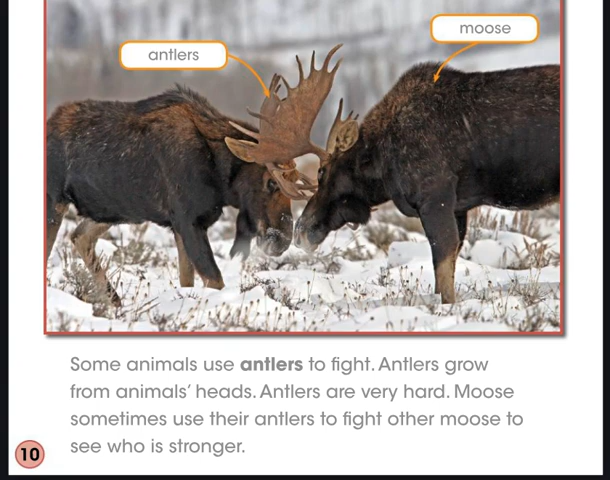 antlers
moose
Some animals use antlers to fight. Antlers grow
from animals' heads. Antlers are very hard. Moose
sometimes use their antlers to fight other moose to
see who is stronger.
10